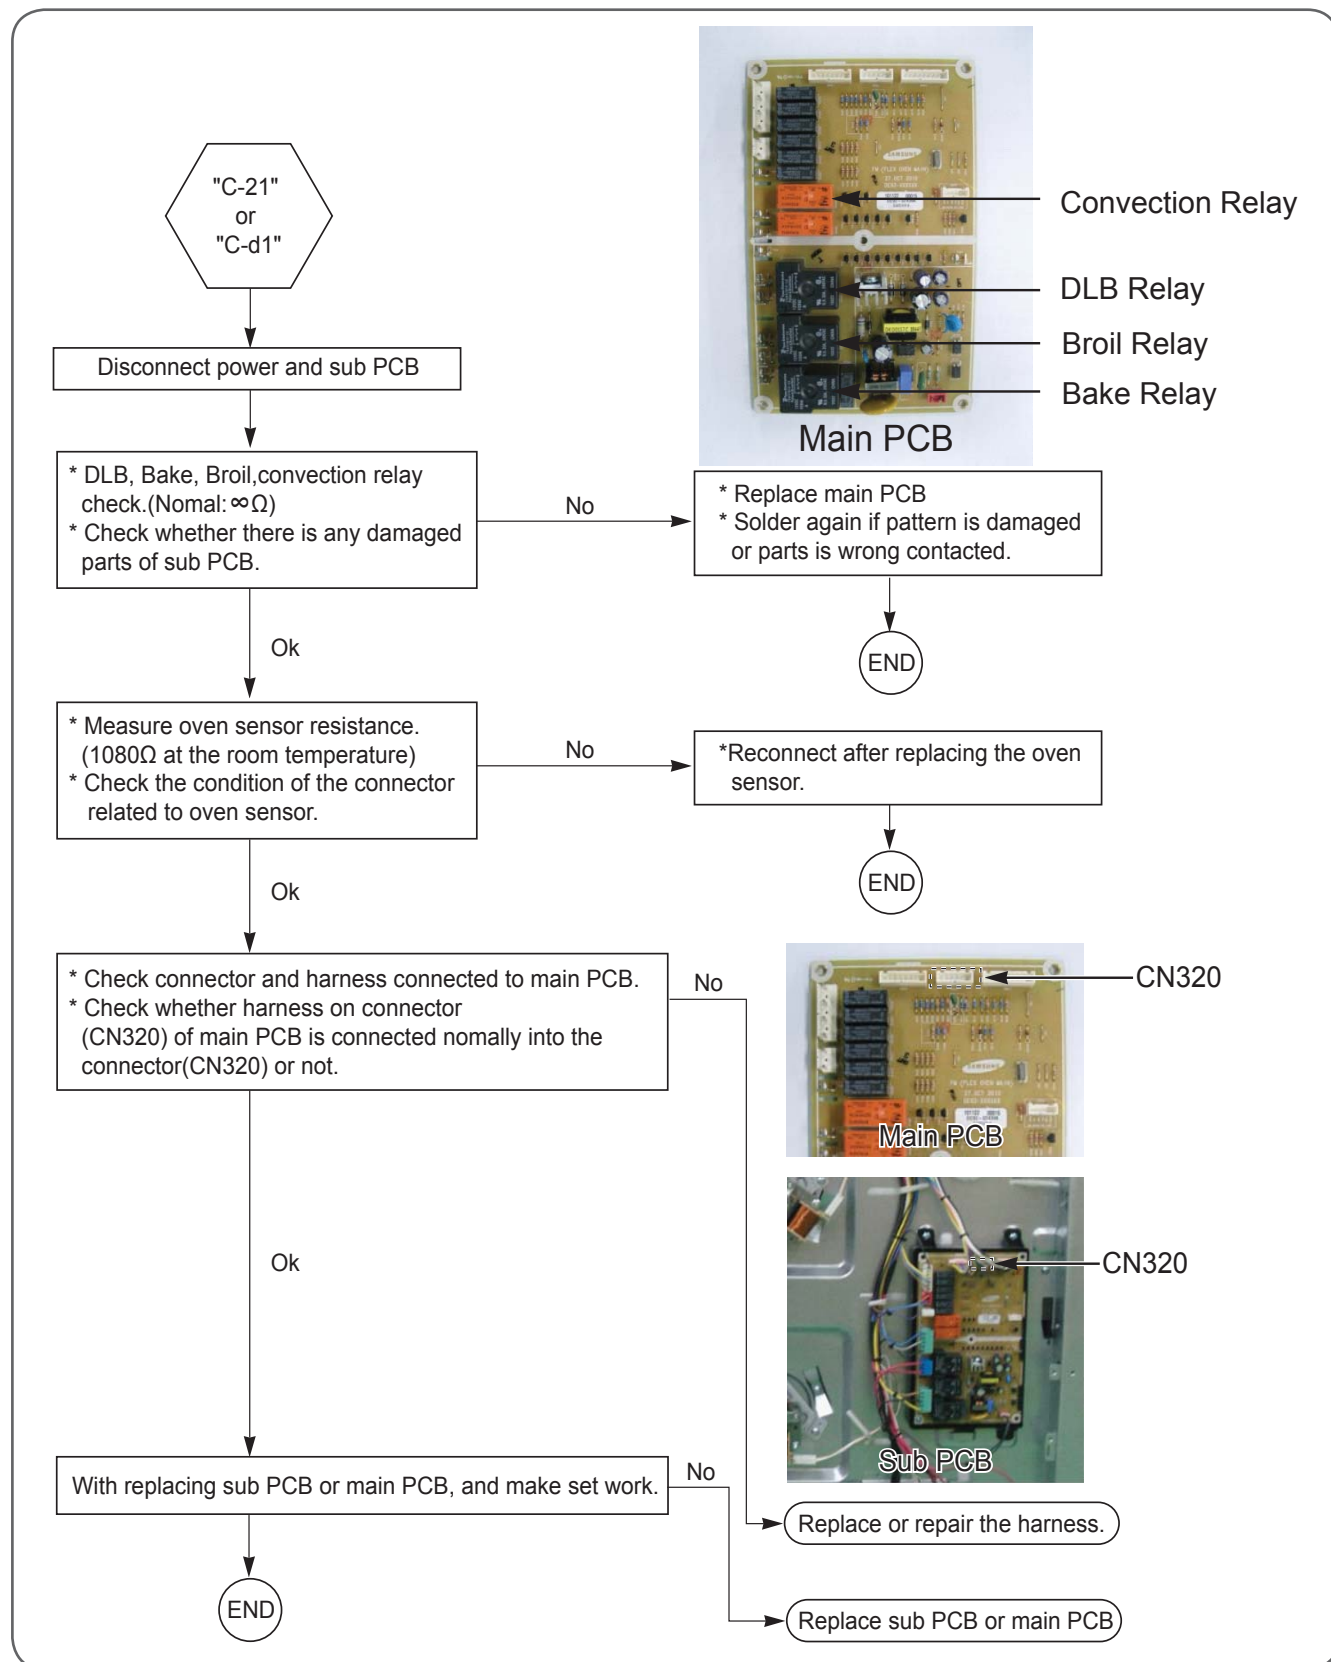 "C-21"
or
"C-d1"
Disconnect power and sub PCB
Convection Relay
DLB Relay
Broil Relay
Bake Relay
SAMSUNG
Main PCB
* DLB, Bake, Broil,convection relay
check.(Nomal:∞Ω)
* Check whether there is any damaged
parts of sub PCB.
No
* Replace main PCB
* Solder again if pattern is damaged
or parts is wrong contacted.
END
Ok
* Measure oven sensor resistance.
(1080Ω at the room temperature)
* Check the condition of the connector
related to oven sensor.
No
*Reconnect after replacing the oven
sensor.
END
Ok
* Check connector and harness connected to main PCB.
* Check whether harness on connector
(CN320) of main PCB is connected nomally into the
connector(CN320) or not.
No
CN320
SAMSUNG
Main PCB
CN320
Sub PCB
Ok
With replacing sub PCB or main PCB, and make set work.
No
Replace or repair the harness.
END
Replace sub PCB or main PCB